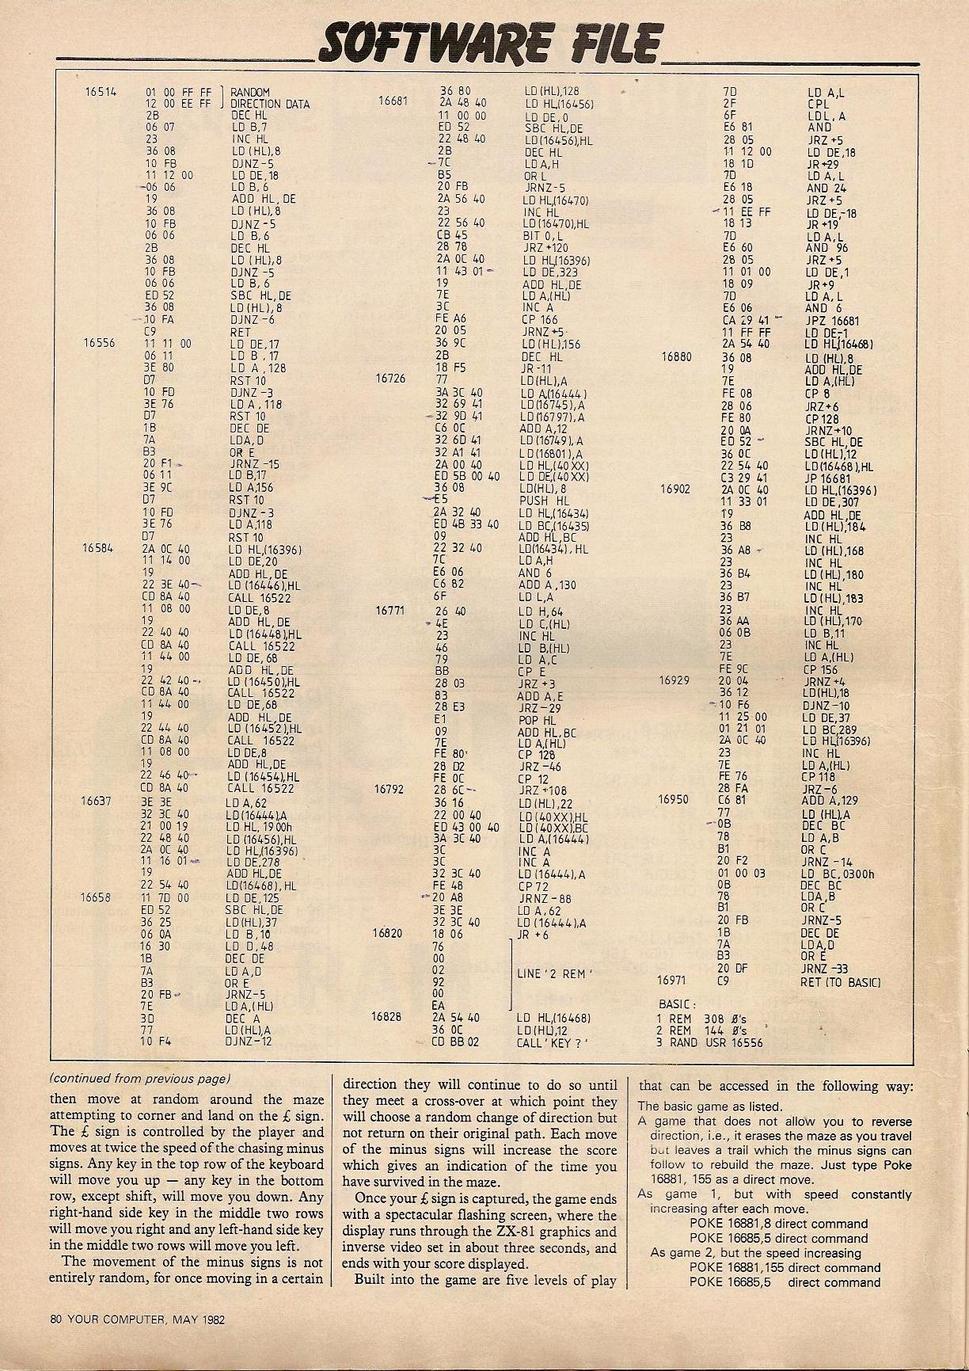 SOFTWARE FILE
16514 01 00 FF FF ] RANDOM
12 00 EE FF ] DIRECTION DATA
2B DEC HL
06 07 LD B,7
23 INC HL
36 08 LD (HL),8
10 FB DJNZ-5
11 12 00 LD DE,18
06 06 LD B,6
19 ADD HL,DE
36 08 LD (HL),8
10 FB DJNZ-5
06 06 LD B,6
2B DEC HL
36 08 LD (HL),8
10 FB DJNZ -5
06 06 LD B,6
ED 52 SBC HL,DE
36 08 LD (HL),8
10 FA DJNZ-6
C9 RET
16556 11 11 00 LD DE,17
06 11 LD B,17
3E 80 LD A,128
D7 RST 10
10 FD DJNZ-3
3E 76 LD A,118
D7 RST 10
1B DEC DE
7A LDA,D
B3 OR E
20 F1 JRNZ-15
06 11 LD B,17
3E 9C LD A,156
D7 RST 10
10 FD DJNZ-3
3E 76 LD A,118
D7 RST 10
16584 2A 0C 40 LD HL,(16396)
11 14 00 LD DE,20
19 ADD HL,DE
22 3E 40 LD (16446),HL
CD 8A 40 CALL 16522
11 08 00 LD DE,8
19 ADD HL,DE
22 40 40 LD (16448),HL
CD 8A 40 CALL 16522
11 44 00 LD DE,68
19 ADD HL,DE
22 42 40 LD (16450),HL
CD 8A 40 CALL 16522
11 44 00 LD DE,68
19 ADD HL,DE
22 44 40 LD (16452),HL
CD 8A 40 CALL 16522
11 08 00 LD DE,8
19 ADD HL,DE
22 46 40 LD (16454),HL
CD 8A 40 CALL 16522
16637 3E 3E LD A,62
32 3C 40 LD (16444),A
21 00 19 LD HL,1900h
22 48 40 LD (16456),HL
2A 0C 40 LD HL,(16396)
11 16 01 LD DE,278
19 ADD HL,DE
22 54 40 LD(16468),HL
16658 11 7D 00 LD DE,125
ED 52 SBC HL,DE
36 25 LD(HL),37
06 0A LD B,10
16 30 LD D,48
1B DEC DE
7A LD A,D
B3 OR E
20 FB JRNZ-5
7E LD A,(HL)
3D DEC A
77 LD(HL),A
10 F4 DJNZ-12
36 80 LD(HL),128
16681 2A 48 40 LD HL,(16456)
11 00 00 LD DE,0
ED 52 SBC HL,DE
22 48 40 LD(16456),HL
2B DEC HL
7C LD A,H
B5 OR L
20 FB JRNZ-5
2A 56 40 LD HL,(16470)
23 INC HL
22 56 40 LD(16470),HL
CB 45 BIT 0,L
28 78 JRZ+120
2A 0C 40 LD HL,(16396)
11 43 01 LD DE,323
19 ADD HL,DE
7E LD A,(HL)
3C INC A
FE A6 CP 166
20 05 JRNZ+5
36 9C LD(HL),156
2B DEC HL
18 F5 JR-11
16726 77 LD(HL),A
3A 3C 40 LD A,(16444)
32 69 41 LD(16745),A
32 9D 41 LD(16797),A
C6 0C ADD A,12
32 6D 41 LD(16749),A
32 A1 41 LD(16801),A
2A 00 40 LD HL,(40XX)
ED 5B 00 40 LD DE,(40XX)
36 08 LD(HL),8
E5 PUSH HL
2A 32 40 LD HL,(16434)
ED 4B 33 40 LD BC,(16435)
09 ADD HL,BC
22 32 40 LD(16434),HL
7C LD A,H
E6 06 AND 6
C6 82 ADD A,130
6F LD L,A
16771 26 40 LD H,64
4E LD C,(HL)
23 INC HL
46 LD B,(HL)
79 LD A,C
BB CP E
28 03 JRZ+3
83 ADD A,E
28 E3 JRZ-29
E1 POP HL
09 ADD HL,BC
7E LD A,(HL)
FE 80 CP 128
28 D2 JRZ-46
FE 0C CP 12
16792 28 6C JRZ+108
36 16 LD(HL),22
22 00 40 LD(40XX),HL
ED 43 00 40 LD(40XX),BC
3A 3C 40 LD A,(16444)
3C INC A
3C INC A
32 3C 40 LD (16444),A
FE 48 CP 72
20 A8 JRNZ-88
3E 3E LD A,62
32 3C 40 LD (16444),A
16820 18 06 JR +6
76
00
02
92 LINE '2 REM'
00
EA
16828 2A 54 40 LD HL,(16468)
36 0C LD(HL),12
CD BB 02 CALL 'KEY?'
7D LD A,L
2F CPL
6F LDL,A
E6 81 AND
28 05 JRZ+5
11 12 00 LD DE,18
18 1D JR+29
7D LD A,L
E6 18 AND 24
28 05 JRZ+5
11 EE FF LD DE,-18
18 13 JR+19
7D LD A,L
E6 60 AND 96
28 05 JRZ+5
11 01 00 LD DE,1
18 09 JR+9
7D LD A,L
E6 06 AND 6
CA 29 41 JPZ 16681
11 FF FF LD DE-1
2A 54 40 LD HL,(16468)
16880 36 08 LD (HL),8
19 ADD HL,DE
7E LD A,(HL)
FE 08 CP 8
28 06 JRZ+6
FE 80 CP128
20 0A JRNZ+10
ED 52 SBC HL,DE
36 0C LD(HL),12
22 54 40 LD(16468),HL
C3 29 41 JP 16681
16902 2A 0C 40 LD HL,(16396)
11 33 01 LD DE,307
19 ADD HL,DE
36 B8 LD(HL),184
23 INC HL
36 A8 LD (HL),168
23 INC HL
36 B4 LD (HL),180
23 INC HL
36 B7 LD (HL),183
23 INC HL
36 AA LD(HL),170
06 0B LD B,11
23 INC HL
7E LD A,(HL)
FE 9C CP 156
16929 20 04 JRNZ+4
36 12 LD(HL),18
10 F6 DJNZ-10
11 25 00 LD DE,37
01 21 01 LD BC,289
2A 0C 40 LD HL,(16396)
23 INC HL
7E LD A,(HL)
FE 76 CP 118
28 FA JRZ-6
16950 C6 81 ADD A,129
77 LD (HL),A
0B DEC BC
78 LD A,B
B1 OR C
20 F2 JRNZ-14
01 00 03 LD BC,0300h
0B DEC BC
78 LDA,B
B1 OR C
20 FB JRNZ-5
1B DEC DE
7A LDA,D
B3 OR E
20 DF JRNZ-33
16971 C9 RET (TO BASIC)
BASIC:
1 REM 308 0's
2 REM 144 0's
3 RAND USR 16556
(continued from previous page)
then move at random around the maze
attempting to corner and land on the £ sign.
The £ sign is controlled by the player and
moves at twice the speed of the chasing minus
signs. Any key in the top row of the keyboard
will move you up — any key in the bottom
row, except shift, will move you down. Any
right-hand side key in the middle two rows
will move you right and any left-hand side key
in the middle two rows will move you left.
The movement of the minus signs is not
entirely random, for once moving in a certain
direction they will continue to do so until
they meet a cross-over at which point they
will choose a random change of direction but
not return on their original path. Each move
of the minus signs will increase the score
which gives an indication of the time you
have survived in the maze.
Once your £ sign is captured, the game ends
with a spectacular flashing screen, where the
display runs through the ZX-81 graphics and
inverse video set in about three seconds, and
ends with your score displayed.
Built into the game are five levels of play
that can be accessed in the following way:
The basic game as listed.
A game that does not allow you to reverse
direction, i.e., it erases the maze as you travel
but leaves a trail which the minus signs can
follow to rebuild the maze. Just type Poke
16881, 155 as a direct move.
As game 1, but with speed constantly
increasing after each move.
POKE 16881,8 direct command
POKE 16685,5 direct command
As game 2, but the speed increasing
POKE 16881,155 direct command
POKE 16685,5 direct command
80 YOUR COMPUTER, MAY 1982